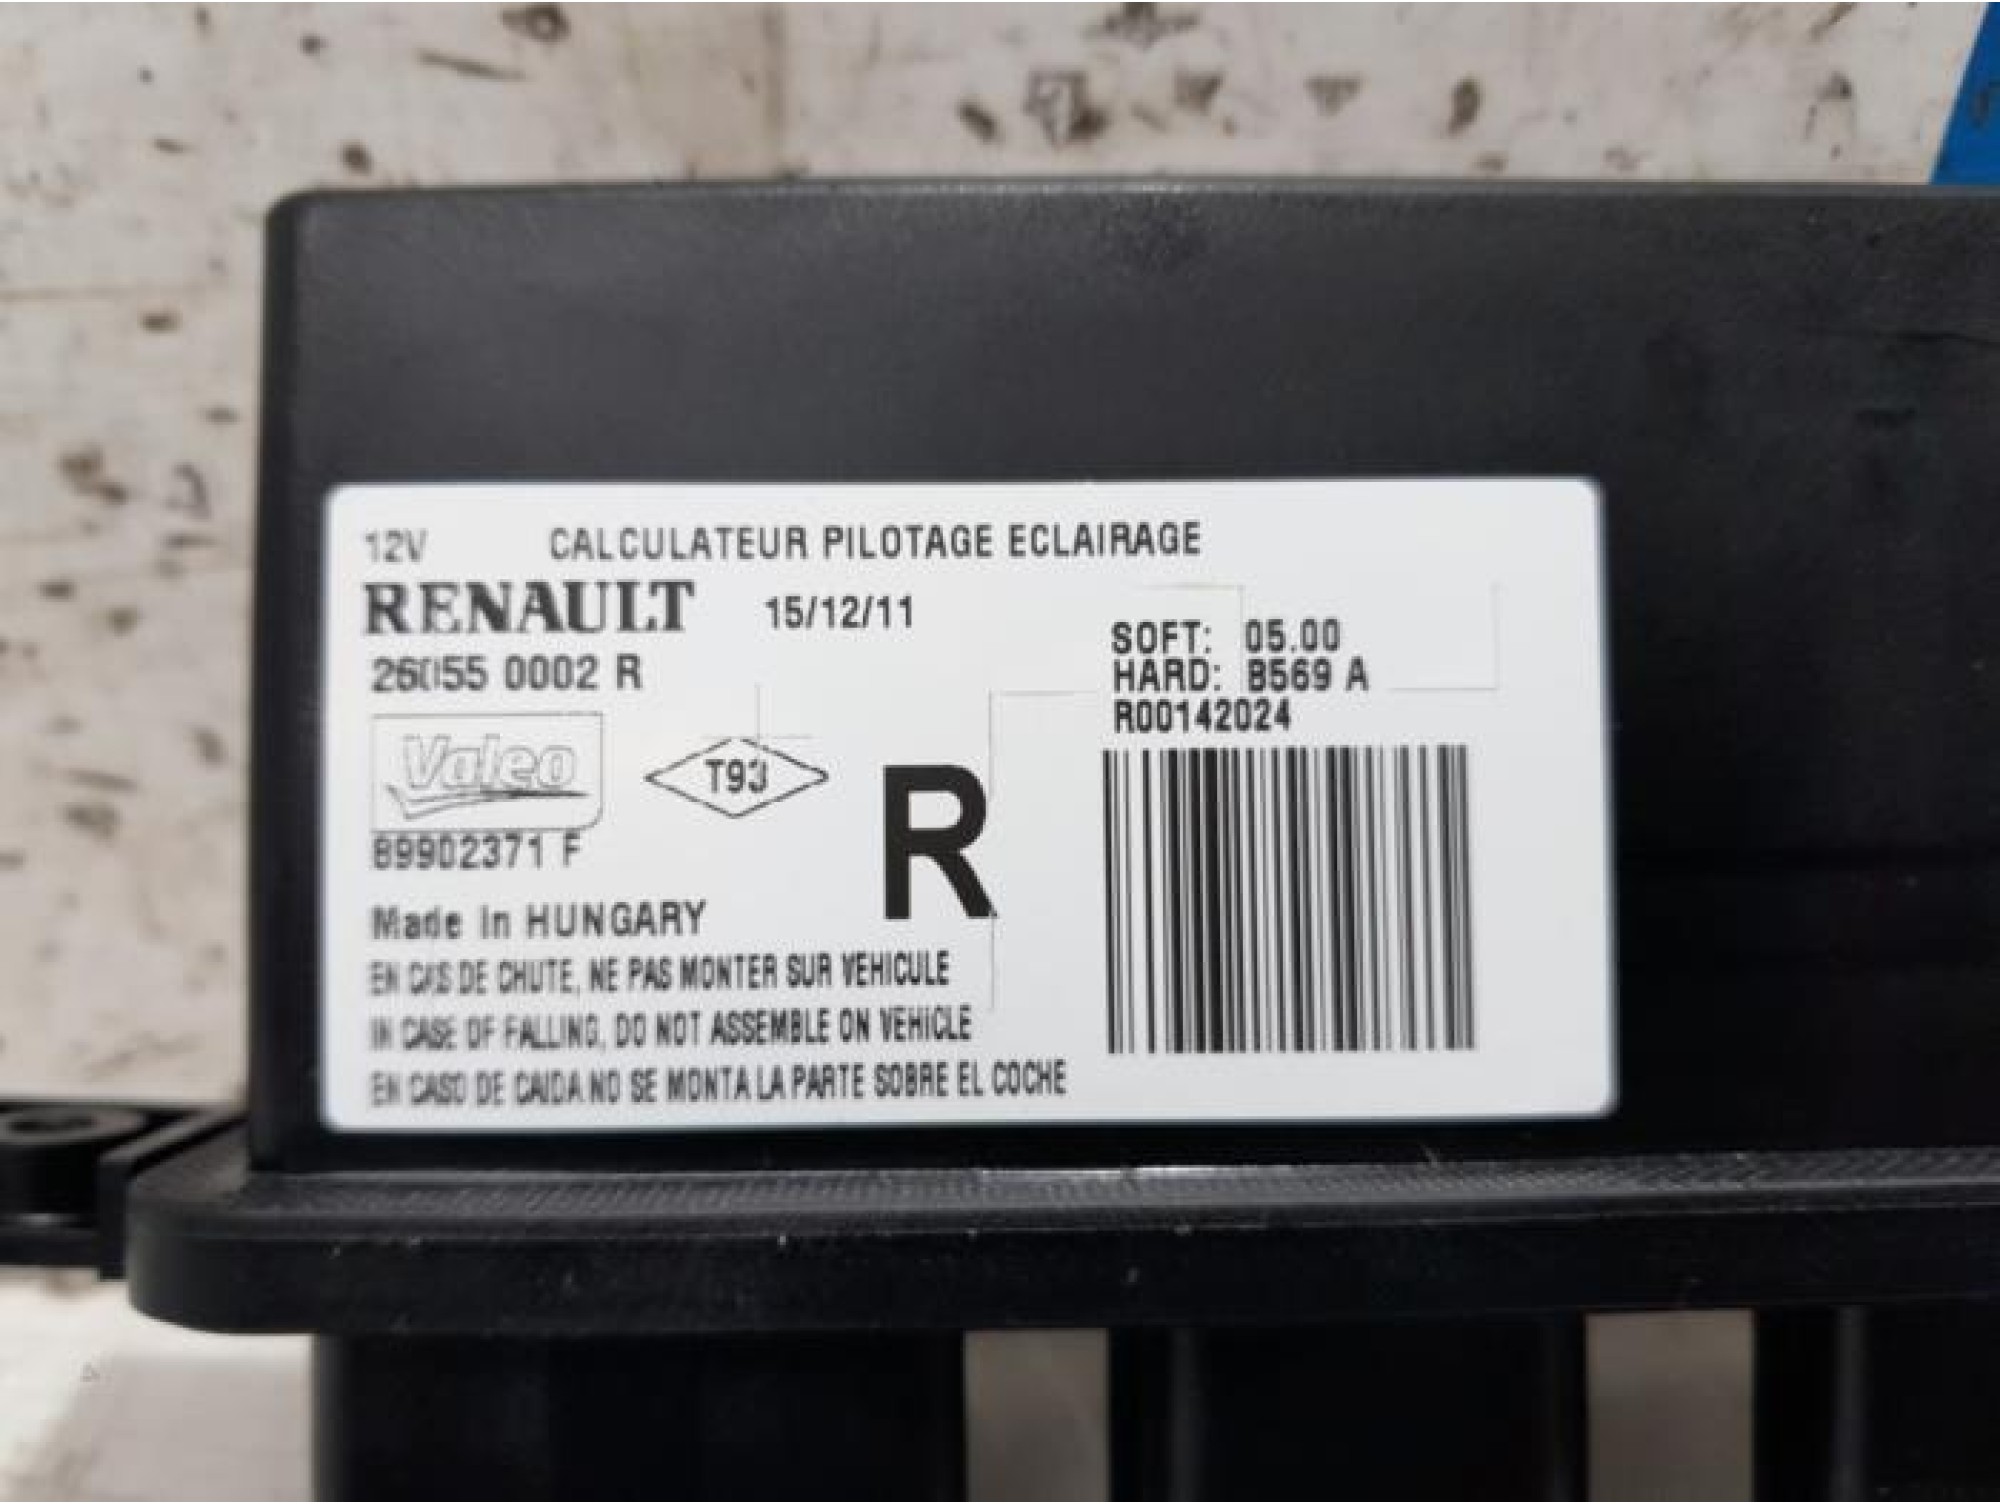 12V CALCULATEUR PILOTAGE ECLAIRAGE
RENAULT 15/12/11
26055 0002 R
SOFT: 05.00
HARD: B569 A
R00142024
Valeo
T93
R
89902371 F
Made in HUNGARY
EN CAS DE CHUTE, NE PAS MONTER SUR VEHICULE
IN CASE OF FALLING, DO NOT ASSEMBLE ON VEHICLE
EN CASO DE CAIDA NO SE MONTA LA PARTE SOBRE EL COCHE